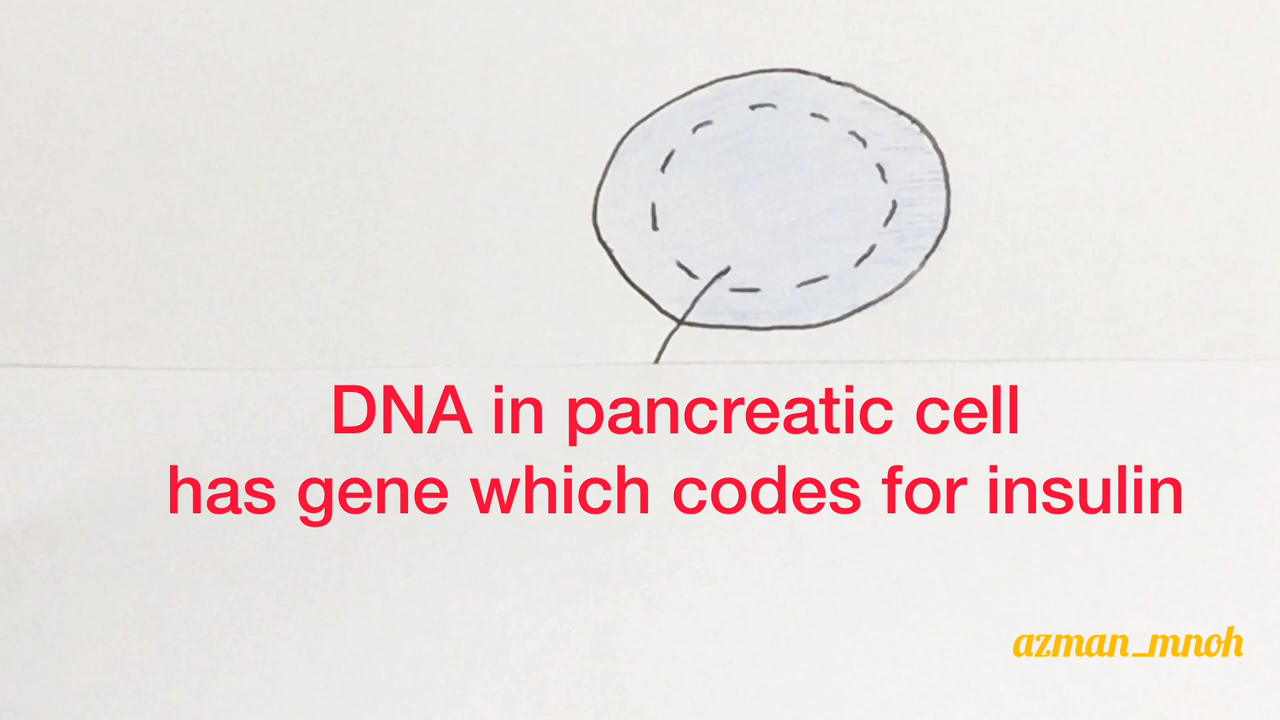 DNA in pancreatic cell
has gene which codes for insulin
azman_mnoh